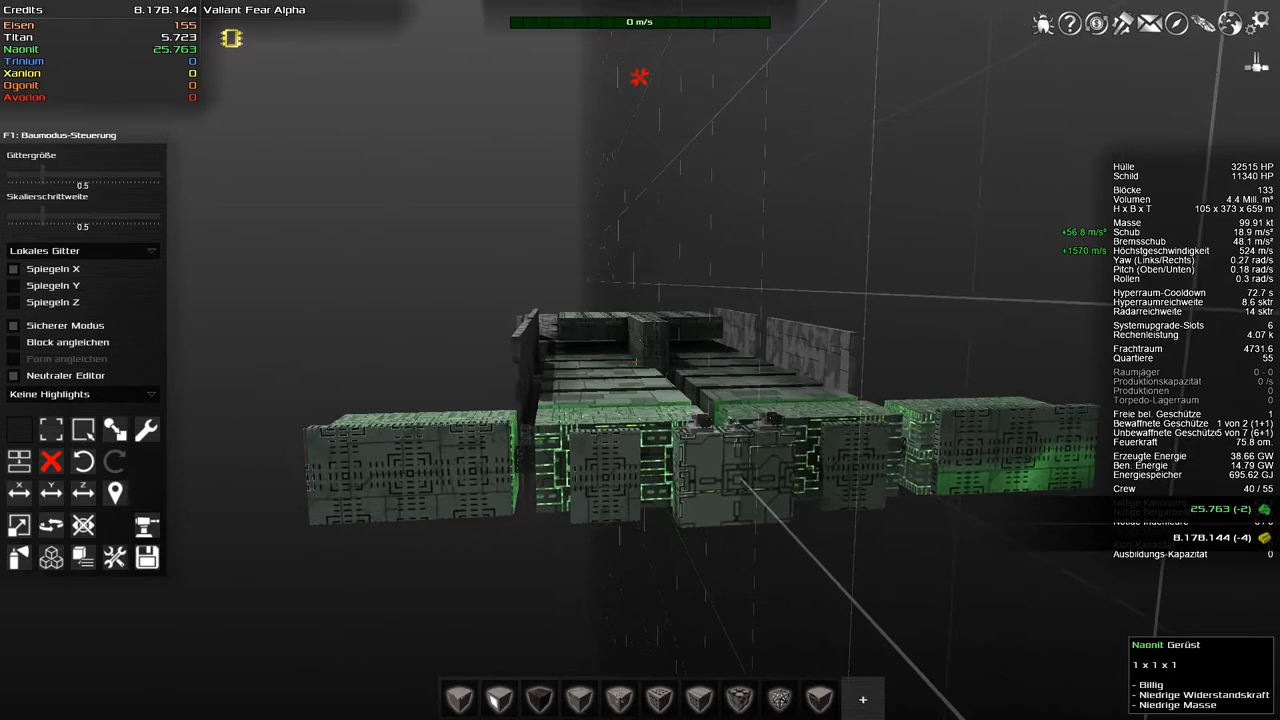 Credits 8.178.144 Valiant Fear Alpha
Eisen 155
Titan 5.723
Naonit 25.763
Trinium 0
Xanion 0
Ogonit 0
Avorion 0
0 m/s
F1: Baumodus-Steuerung
Gittergröße
0.5
Skalierschrittweite
0.5
Lokales Gitter
Spiegeln X
Spiegeln Y
Spiegeln Z
Sicherer Modus
Block angleichen
Form angleichen
Neutraler Editor
Keine Highlights
Hülle 32515 HP
Schild 11340 HP
Blöcke 133
Volumen 4.4 Mill. m³
H x B x T 105 x 373 x 659 m
Masse 99.91 kt
+56.8 m/s² Schub 18.9 m/s²
Bremsschub 48.1 m/s²
+1570 m/s Höchstgeschwindigkeit 524 m/s
Yaw (Links/Rechts) 0.27 rad/s
Pitch (Oben/Unten) 0.18 rad/s
Rollen 0.3 rad/s
Hyperraum-Cooldown 72.7 s
Hyperraumreichweite 8.6 sktr
Radarreichweite 14 sktr
Systemupgrade-Slots 6
Rechenleistung 4.07 k
Frachtraum 4731.6
Quartiere 55
Raumjäger 0 - 0
Produktionskapazität 0 /s
Produktionen 0
Torpedo-Lagerraum 0
Freie bel. Geschütze 1
Bewaffnete Geschütze 1 von 2 (1+1)
Unbewaffnete Geschütze 5 von 7 (6+1)
Feuerkraft 75.8 om.
Erzeugte Energie 38.66 GW
Ben. Energie 14.79 GW
Energiespeicher 695.62 GJ
Crew 40 / 55
25.763 (-2)
8.178.144 (-4)
Ausbildungs-Kapazität 0
Naonit Gerüst
1 x 1 x 1
- Billig
- Niedrige Widerstandskraft
- Niedrige Masse
+